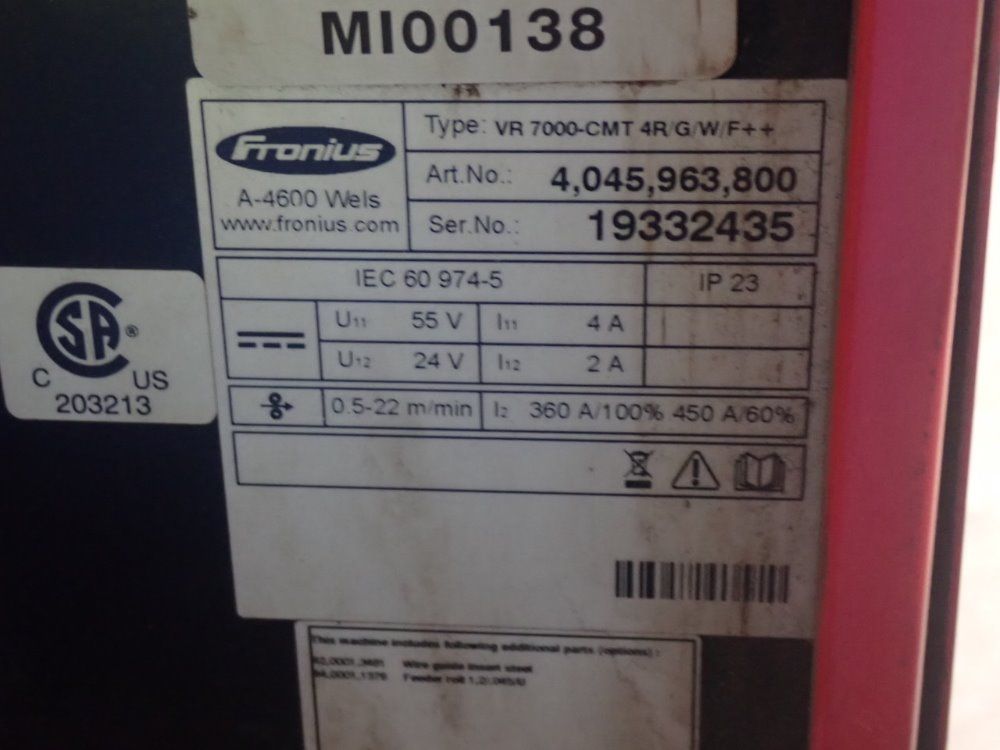 MI00138
Fronius
A-4600 Wels
www.fronius.com
Type: VR 7000-CMT 4R/G/W/F++
Art.No.: 4,045,963,800
Ser.No.: 19332435
IEC 60 974-5 IP 23
U11 55 V I11 4 A
U12 24 V I12 2 A
0.5-22 m/min I2 360 A/100% 450 A/60%
SA ®
C US
203213
This machine includes following additional parts (options) :
Wire guide insert steel
Feeder roll